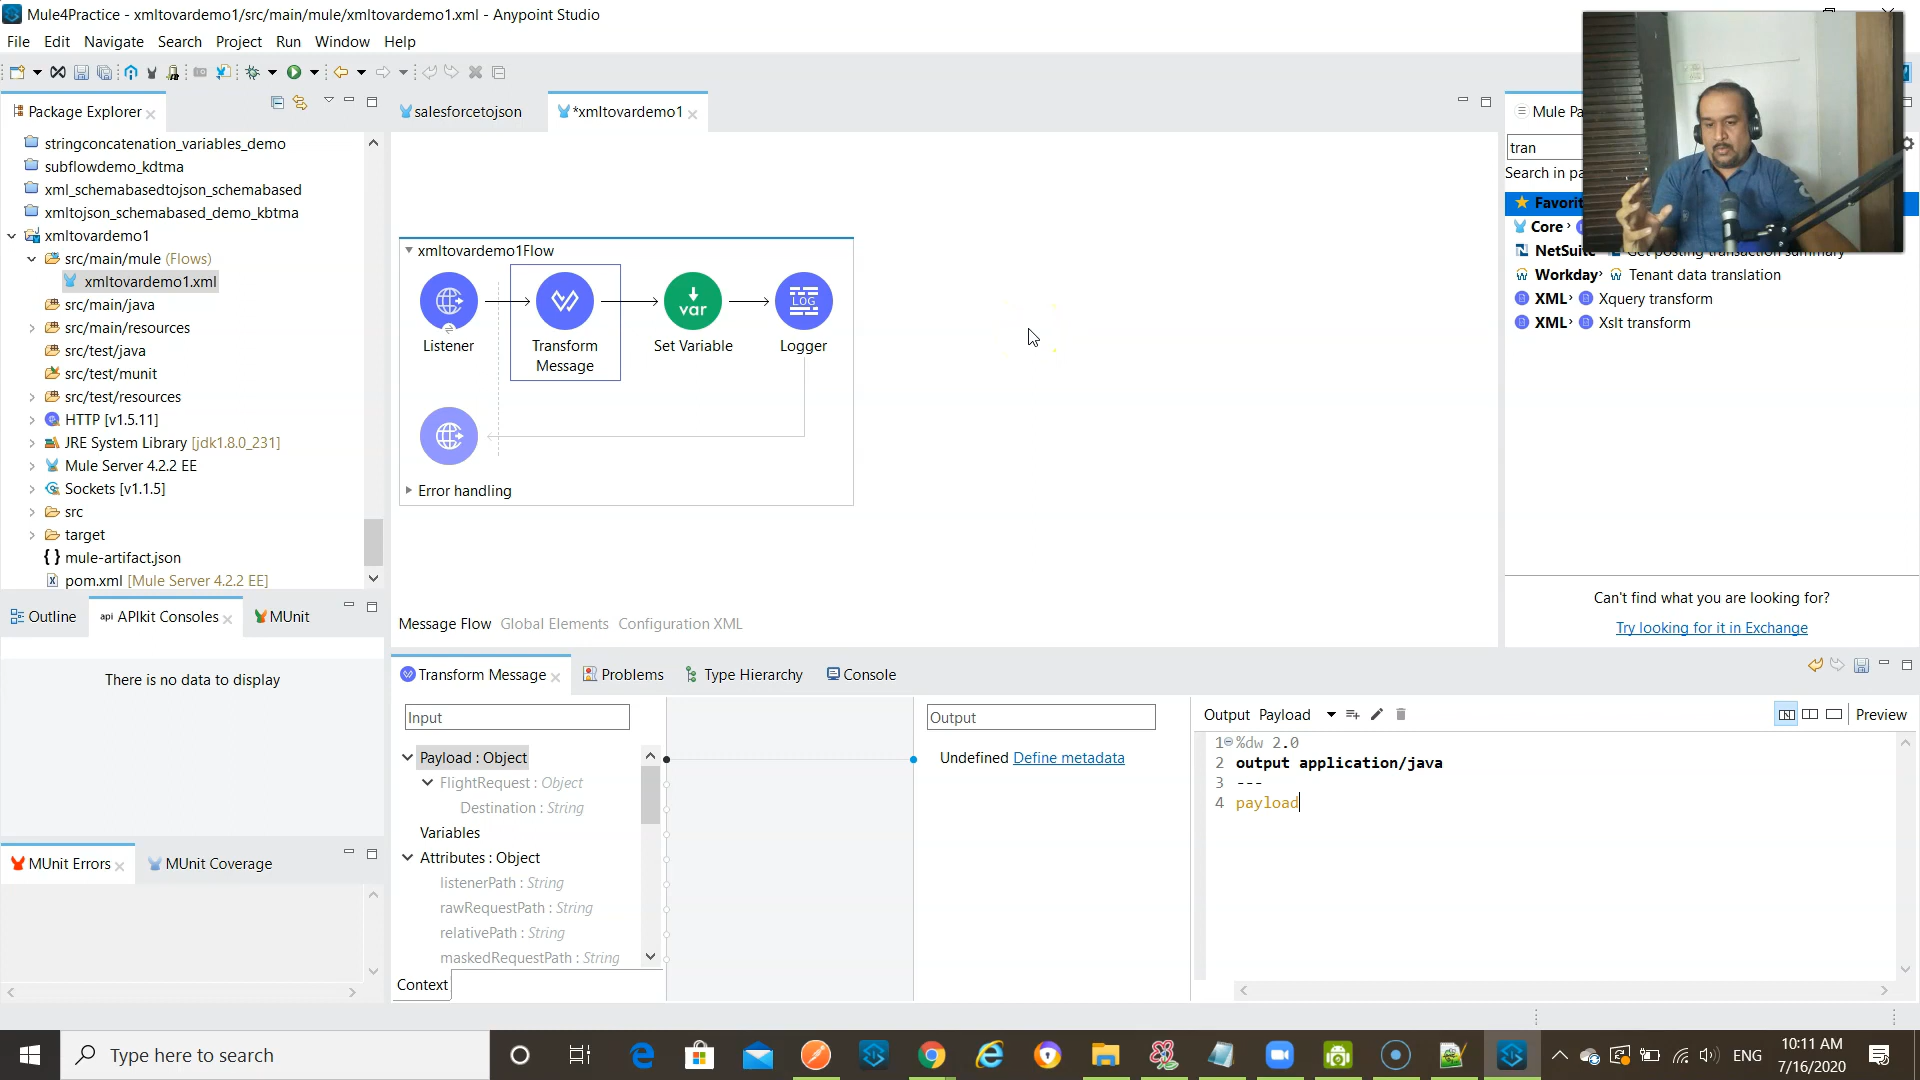 Mule4Practice - xmltovardemo1/src/main/mule/xmltovardemo1.xml - Anypoint Studio
File Edit Navigate Search Project Run Window Help
Package Explorer
stringconcatenation_variables_demo
subflowdemo_kdtma
xml_schemabasedtojson_schemabased
xmltojson_schemabased_demo_kbtma
xmltovardemo1
src/main/mule (Flows)
xmltovardemo1.xml
src/main/java
src/main/resources
src/test/java
src/test/munit
src/test/resources
HTTP [v1.5.11]
JRE System Library [jdk1.8.0_231]
Mule Server 4.2.2 EE
Sockets [v1.1.5]
src
target
mule-artifact.json
pom.xml [Mule Server 4.2.2 EE]
salesforcetojson *xmltovardemo1
xmltovardemo1Flow
var LOG
Listener Transform Message Set Variable Logger
Error handling
Message Flow Global Elements Configuration XML
Mule Pa
tran
Search in pa
Favorit
Core
NetSuite Get posting transaction summary
Workday Tenant data translation
XML Xquery transform
XML Xslt transform
Can't find what you are looking for?
Try looking for it in Exchange
Outline api APIkit Consoles MUnit
There is no data to display
MUnit Errors MUnit Coverage
Transform Message Problems Type Hierarchy Console
Input
Payload : Object
FlightRequest : Object
Destination : String
Variables
Attributes : Object
listenerPath : String
rawRequestPath : String
relativePath : String
maskedRequestPath : String
Context
Output
Undefined Define metadata
Output Payload Preview
1 %dw 2.0
2 output application/java
3 ---
4 payload
Type here to search
ENG
10:11 AM
7/16/2020